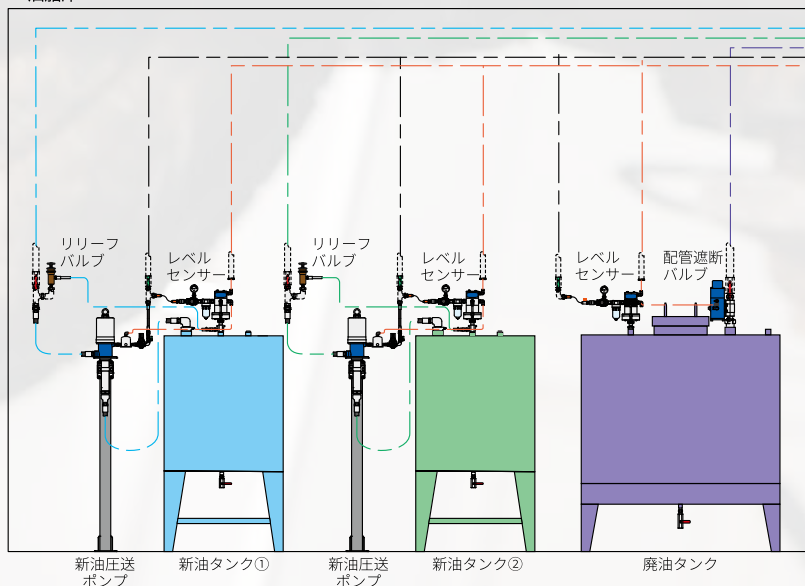 リリーフ
バルブ
レベル
センサー
リリーフ
バルブ
レベル
センサー
レベル
センサー
配管遮断
バルブ
新油圧送
ポンプ
新油タンク①
新油圧送
ポンプ
新油タンク②
廃油タンク